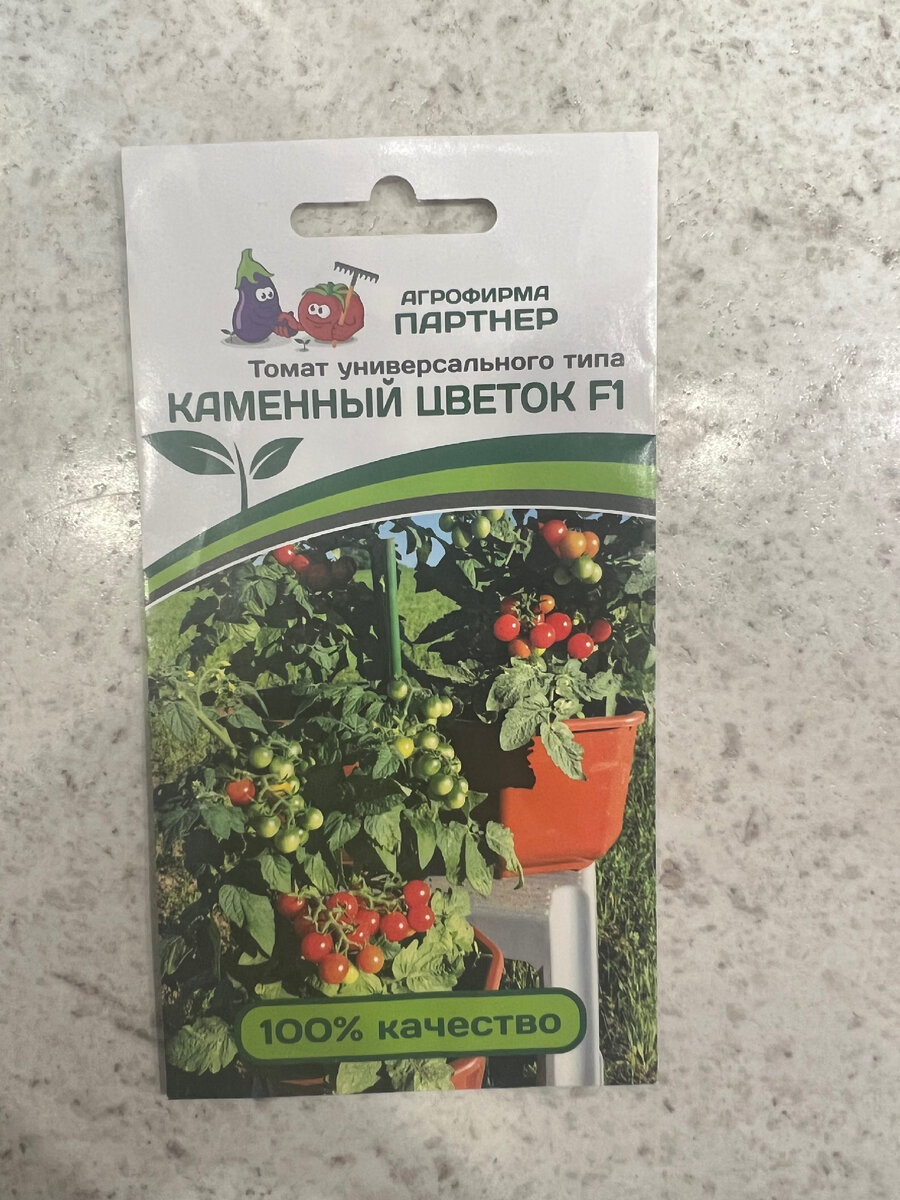 АГРОФИРМА
ПАРТНЕР
Томат универсального типа
КАМЕННЫЙ ЦВЕТОК F1
100% качество